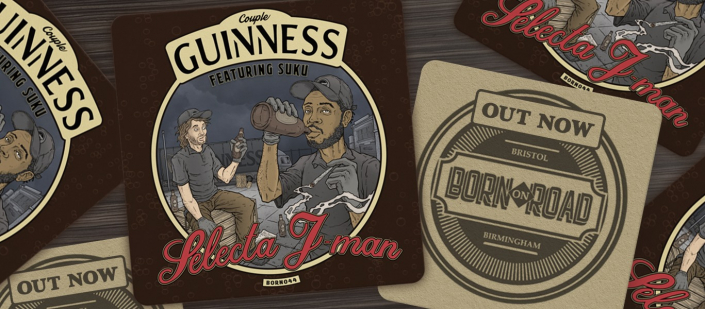 Couple
GUINNESS
FEATURING SUKU
Selecta J-man
BORN044
OUT NOW
BRISTOL
BORN ON ROAD
BIRMINGHAM
Couple
GUINNESS
FEATURING SUKU
OUT NOW
Selecta J-man
BORN044
Selecta